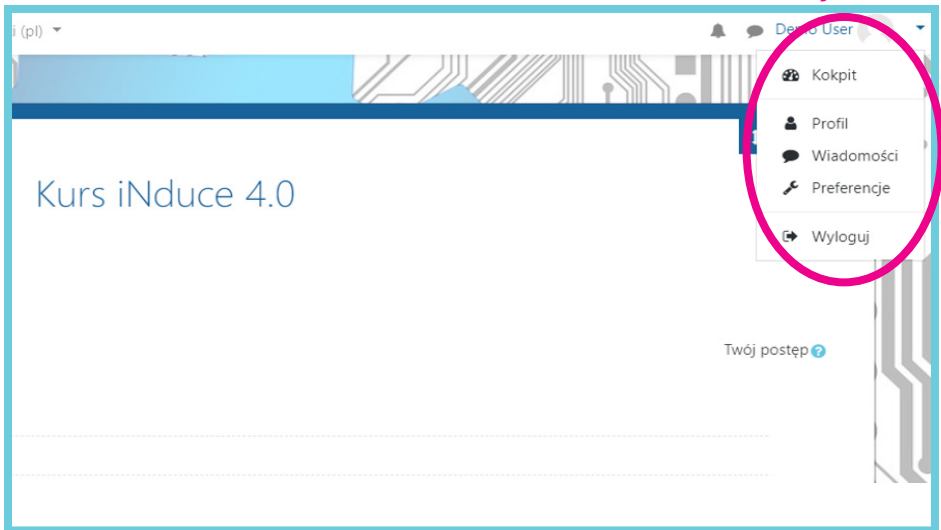 i (pl)
Demo User
Kokpit
Profil
Wiadomości
Preferencje
Wyloguj
Kurs iNduce 4.0
Twój postęp